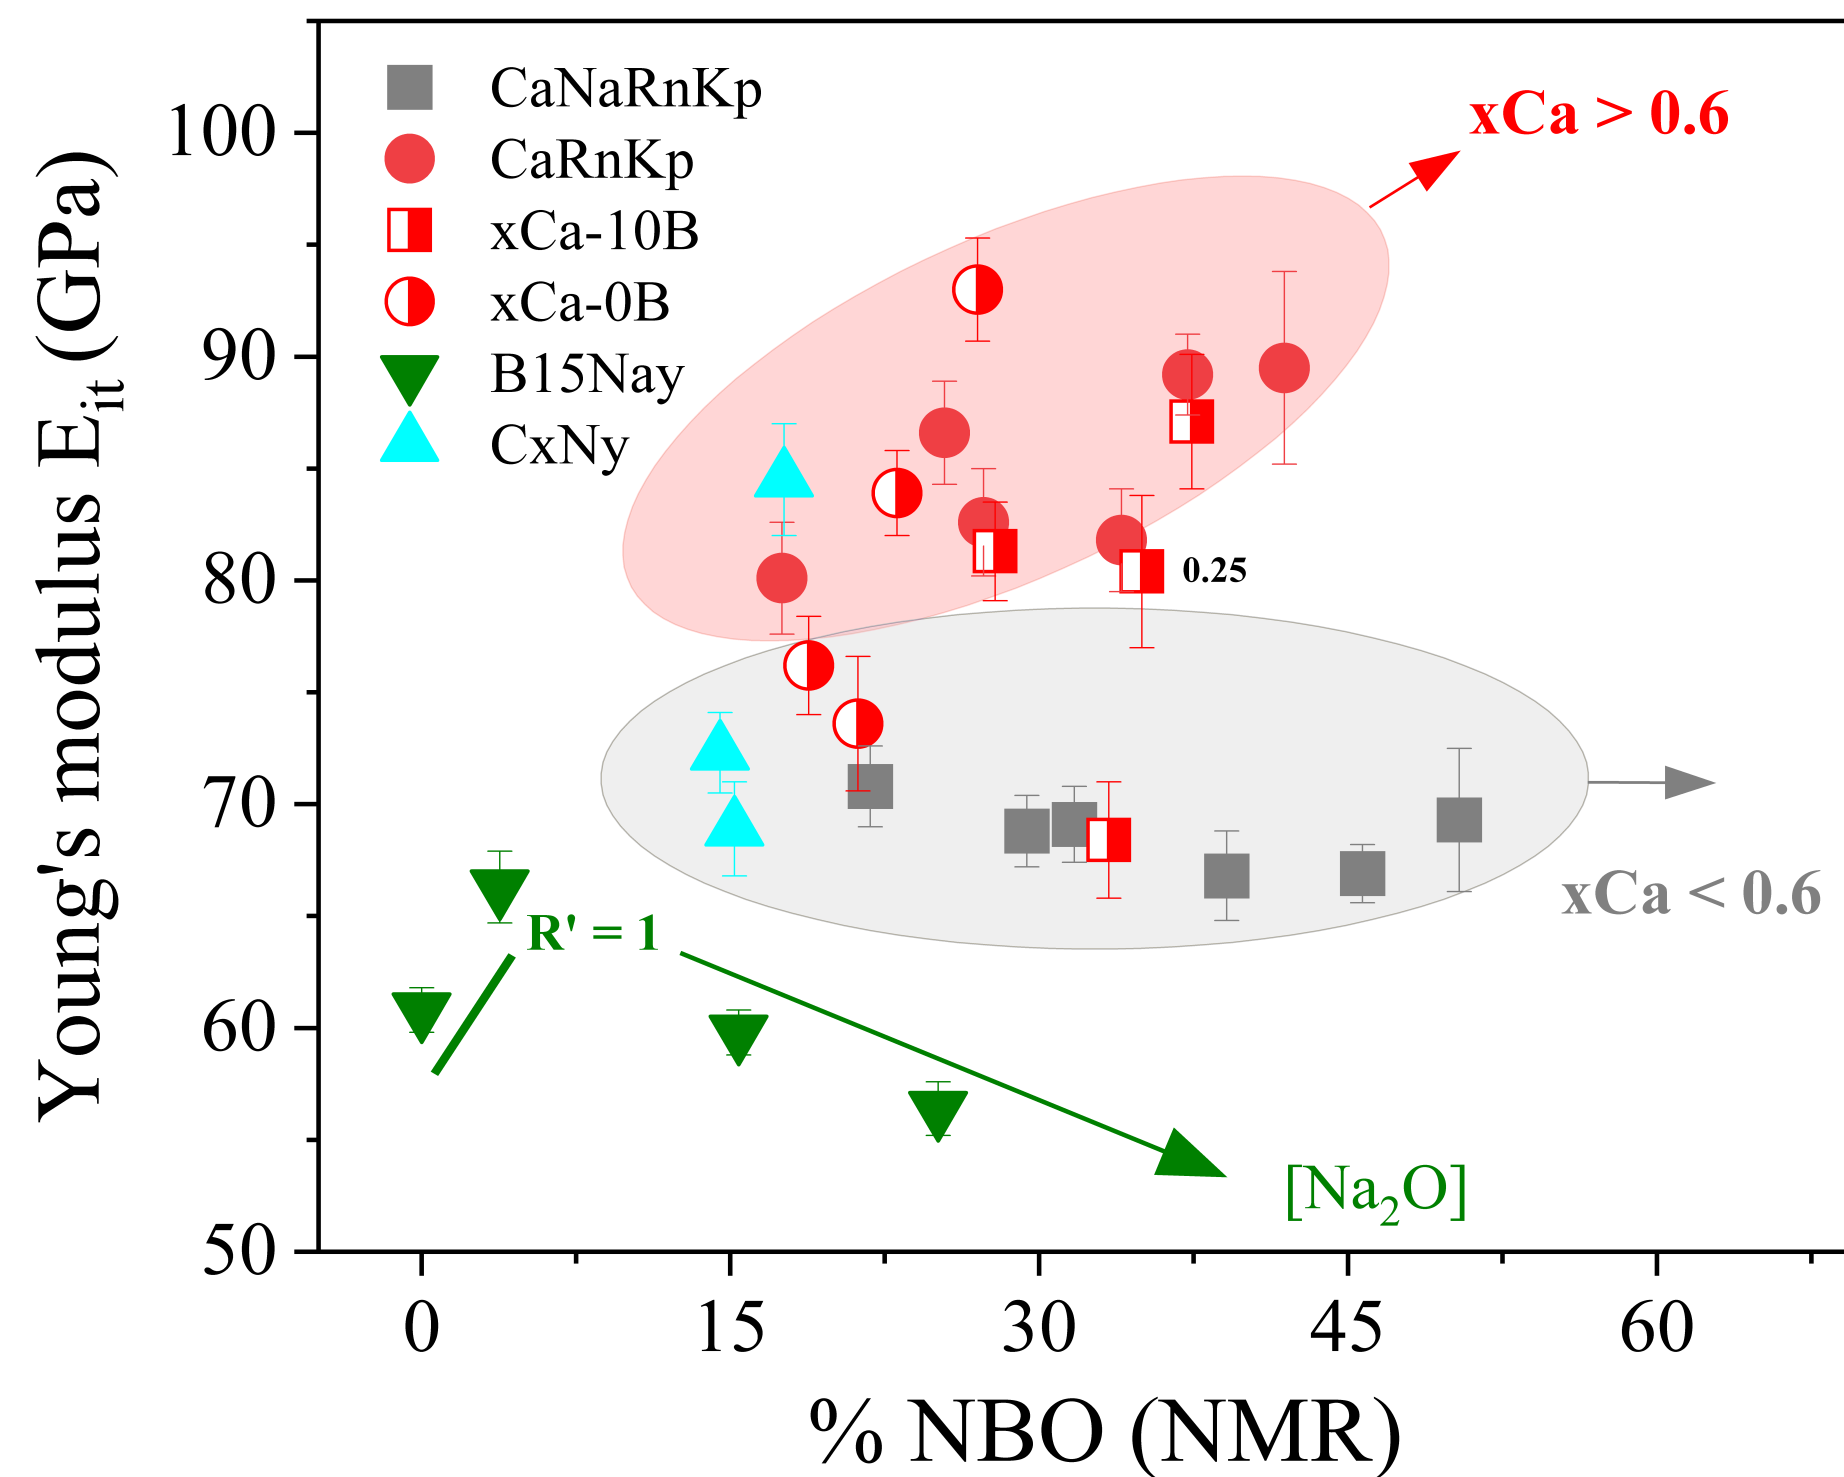 CaNaRnKp
CaRnKp
xCa-10B
xCa-0B
B15Nay
CxNy
xCa > 0.6
0.25
xCa < 0.6
R' = 1
[Na₂O]
Young's modulus Eᵢₜ (GPa)
100
90
80
70
60
50
0 15 30 45 60
% NBO (NMR)